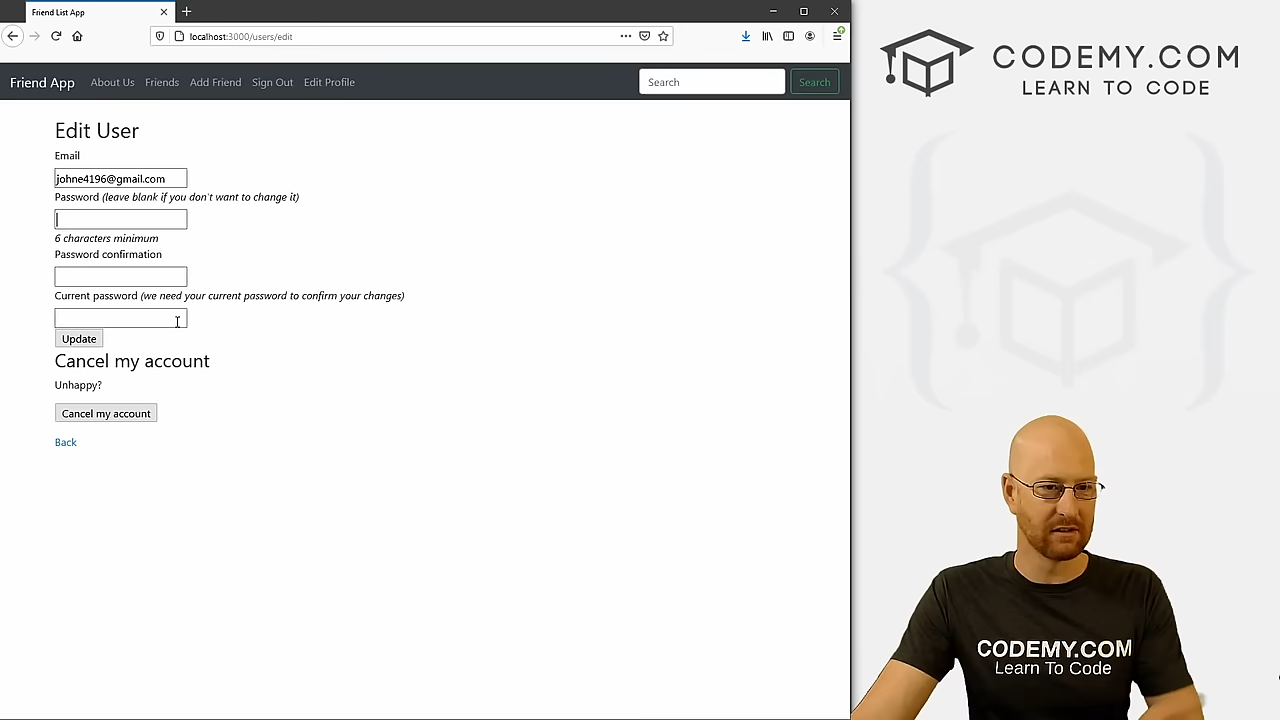 Friend List App
localhost:3000/users/edit
Friend App About Us Friends Add Friend Sign Out Edit Profile Search Search
Edit User
Email
johne4196@gmail.com
Password (leave blank if you don't want to change it)
6 characters minimum
Password confirmation
Current password (we need your current password to confirm your changes)
Update
Cancel my account
Unhappy?
Cancel my account
Back
CODEMY.COM
LEARN TO CODE
CODEMY.COM
Learn To Code